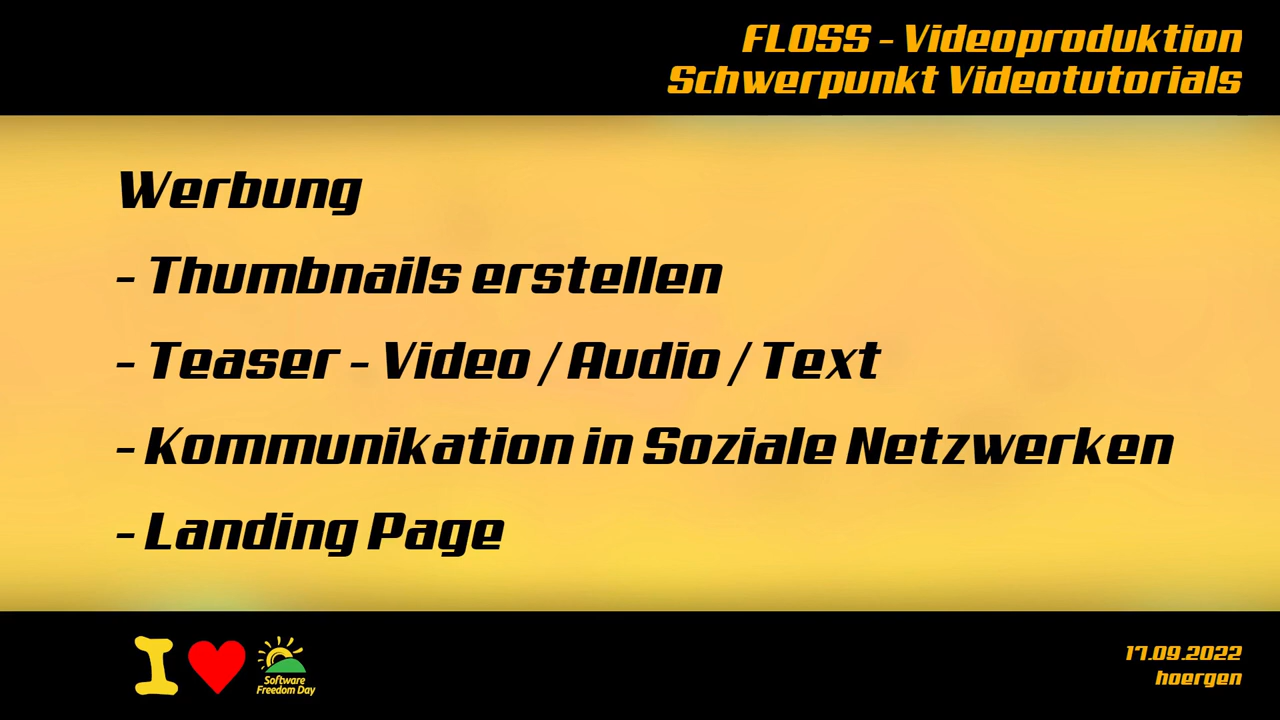 FLOSS - Videoproduktion
Schwerpunkt Videotutorials
Werbung
- Thumbnails erstellen
- Teaser - Video / Audio / Text
- Kommunikation in Soziale Netzwerken
- Landing Page
I
Software
Freedom Day
17.09.2022
hoergen